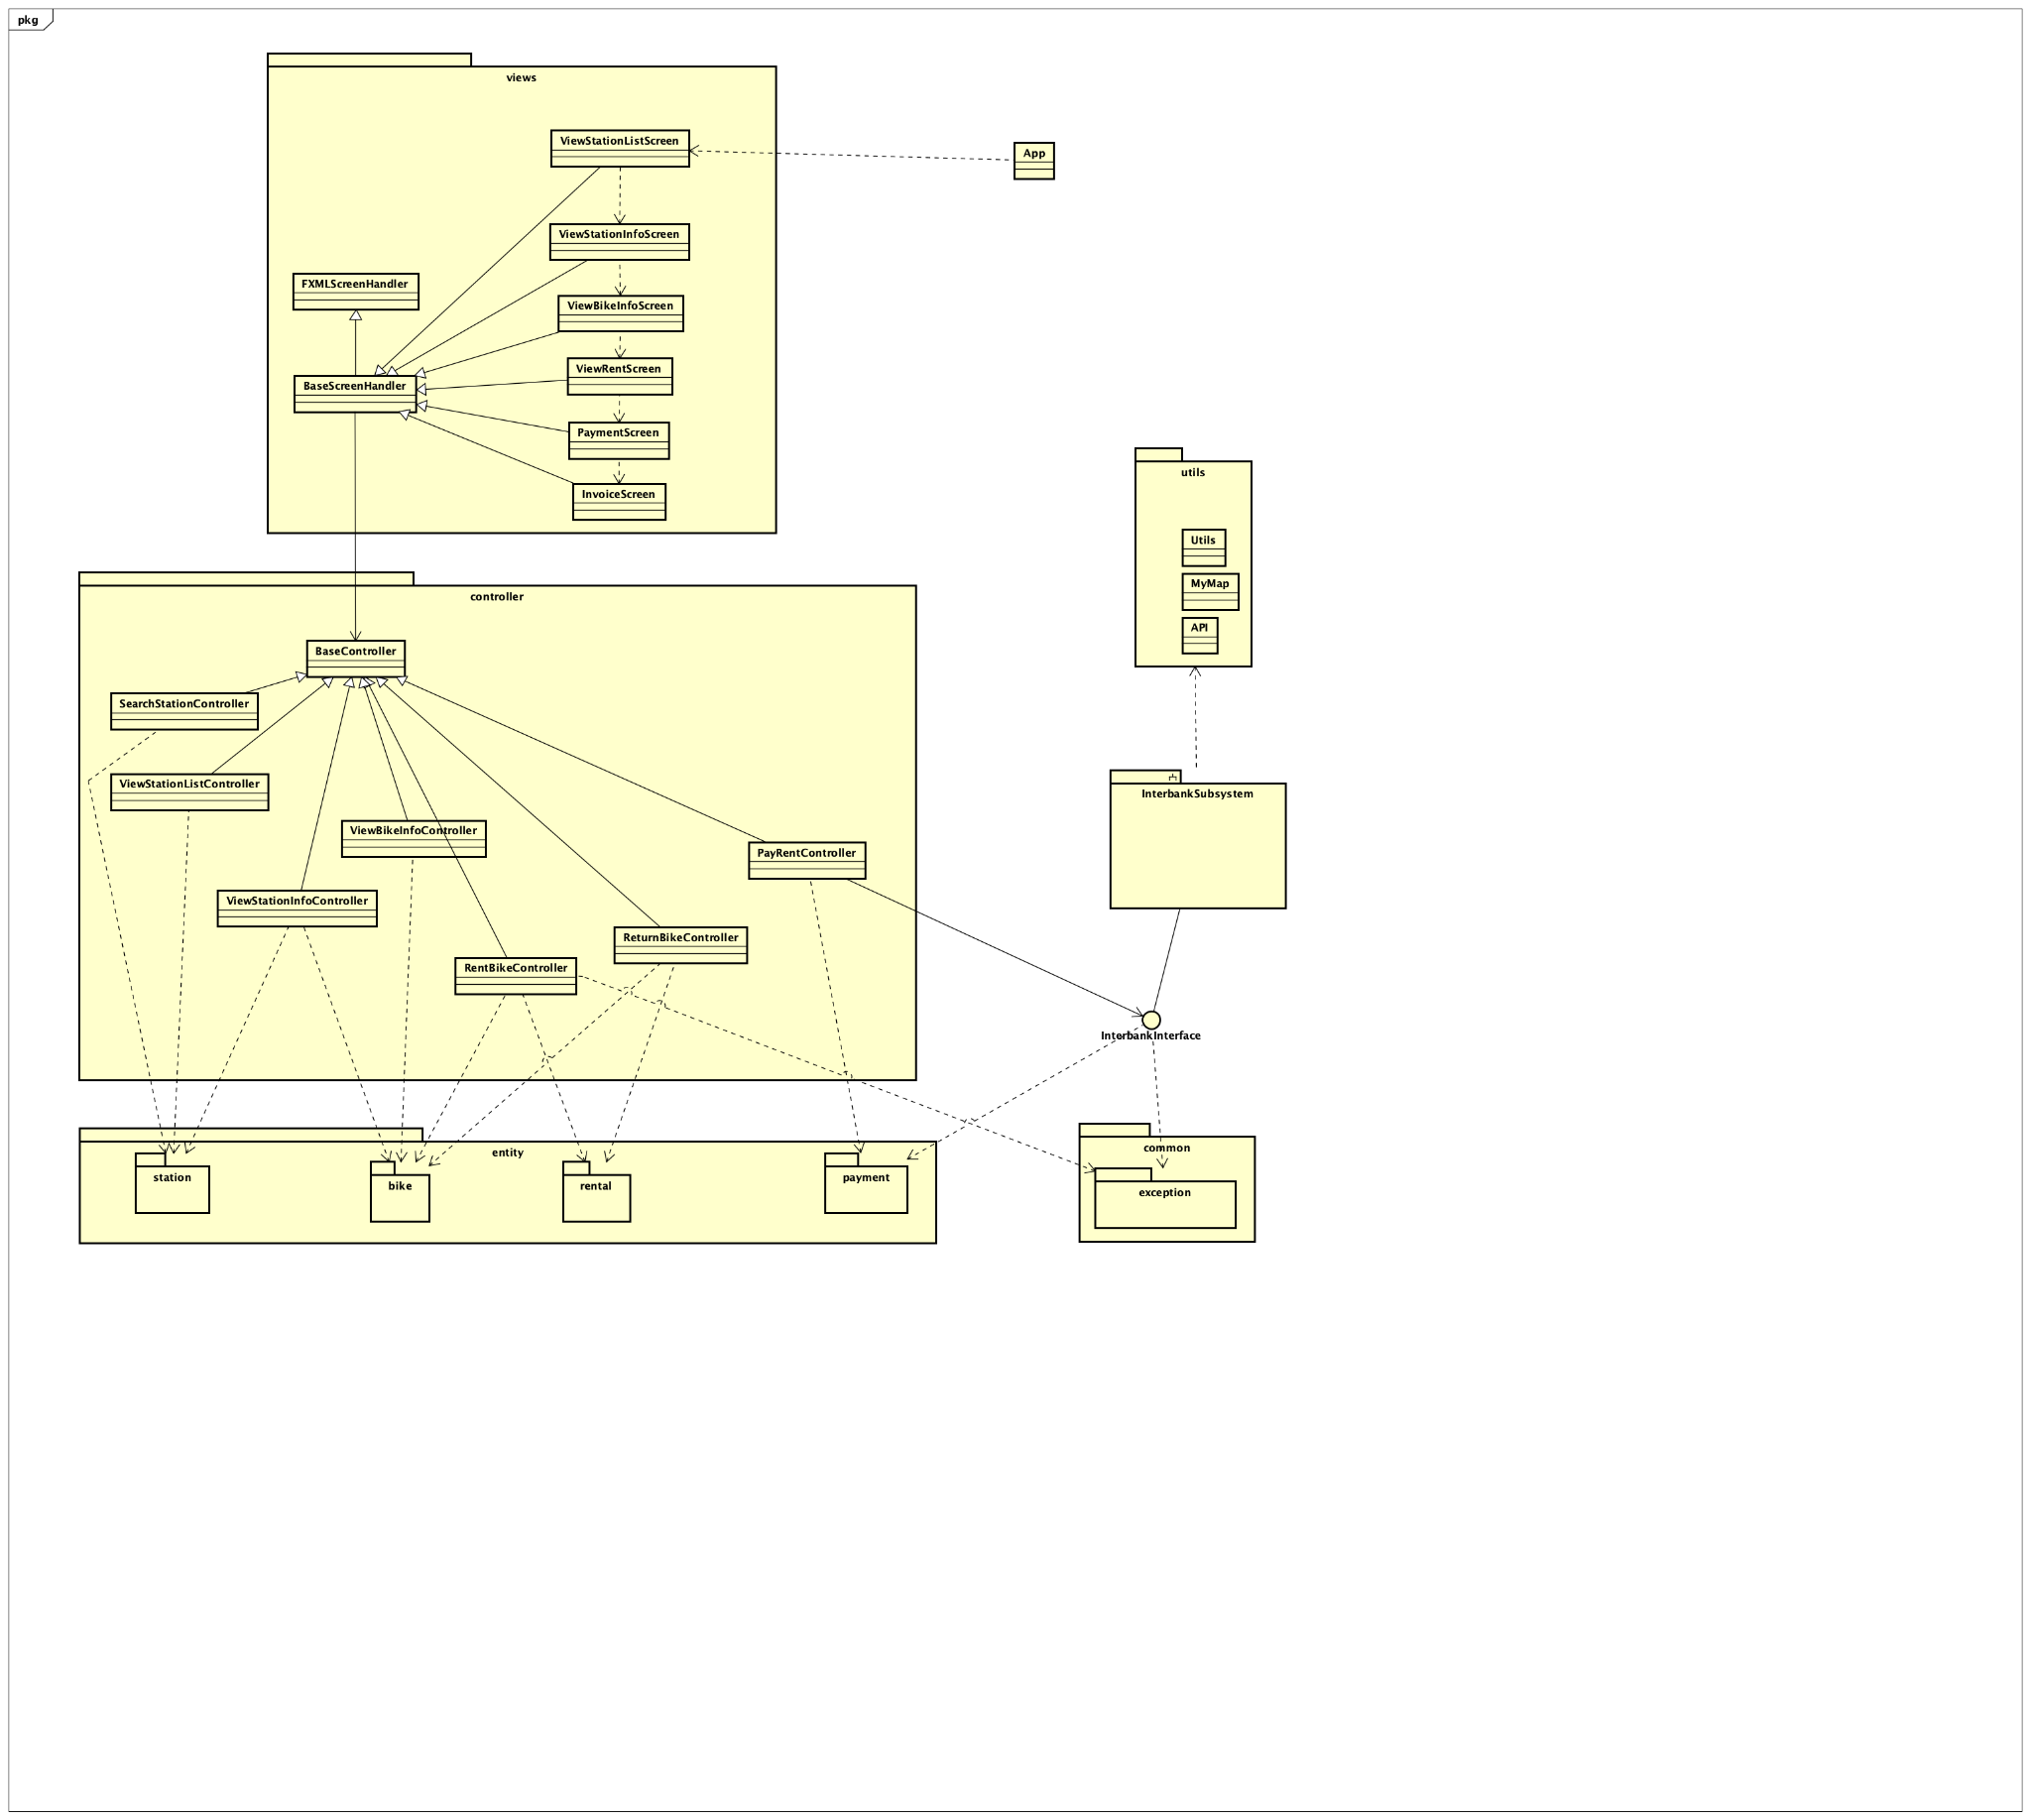 pkg
views
ViewStationListScreen
App
ViewStationInfoScreen
FXMLScreenHandler
ViewBikeInfoScreen
ViewRentScreen
BaseScreenHandler
PaymentScreen
InvoiceScreen
utils
Utils
MyMap
API
controller
BaseController
SearchStationController
ViewStationListController
ViewBikeInfoController
PayRentController
ViewStationInfoController
ReturnBikeController
RentBikeController
InterbankSubsystem
InterbankInterface
entity
station
bike
rental
payment
common
exception